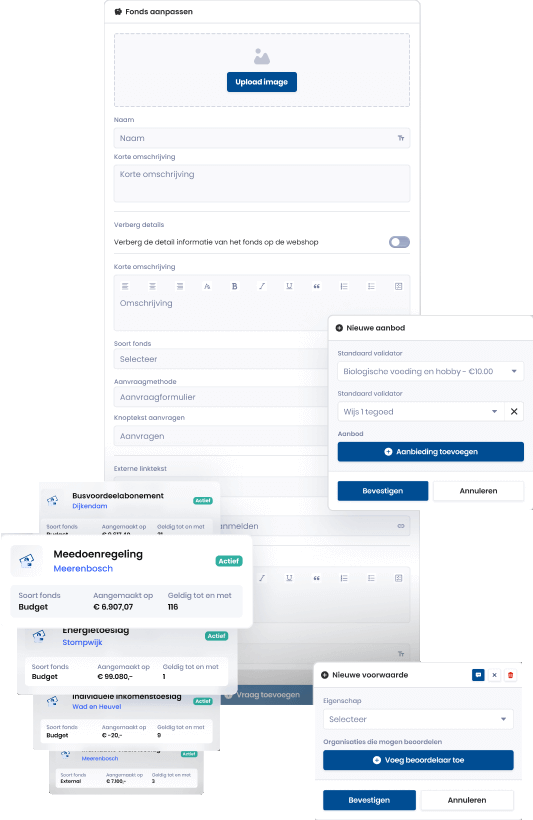 Fonds aanpassen
Upload image
Naam
Naam
Tт
Korte omschrijving
Korte omschrijving
Verberg details
Verberg de detail informatie van het fonds op de webshop
Korte omschrijving
B I U
Omschrijving
Soort fonds
Selecteer
Aanvraagmethode
Aanvraagformulier
Knoptekst aanvragen
Aanvragen
Externe linktekst
Nieuwe aanbod
Standaard validator
Biologische voeding en hobby - €10.00
Standaard validator
Wijs 1 tegoed
Aanbod
Aanbieding toevoegen
Bevestigen Annuleren
Busvoordeelabonement
Dijkendam
Actief
Soort fonds Aangemaakt op Geldig tot en met
Budget
anmelden
Meedoenregeling
Meerenbosch
Actief
Soort fonds Aangemaakt op Geldig tot en met
Budget € 6.907,07 116
Energietoeslag
Stompwijk
Actief
Soort fonds Aangemaakt op Geldig tot en met
Budget € 99.080,- 1
Vraag toevoegen
Individuele inkomenstoeslag
Wad en Heuvel
Actief
Soort fonds Aangemaakt op Geldig tot en met
Budget € -20,- 9
Meerenbosch
Actief
Soort fonds Aangemaakt op Geldig tot en met
External € 7.160,- 3
Nieuwe voorwaarde
Eigenschap
Selecteer
Organisaties die mogen beoordelen
Voeg beoordelaar toe
Bevestigen Annuleren